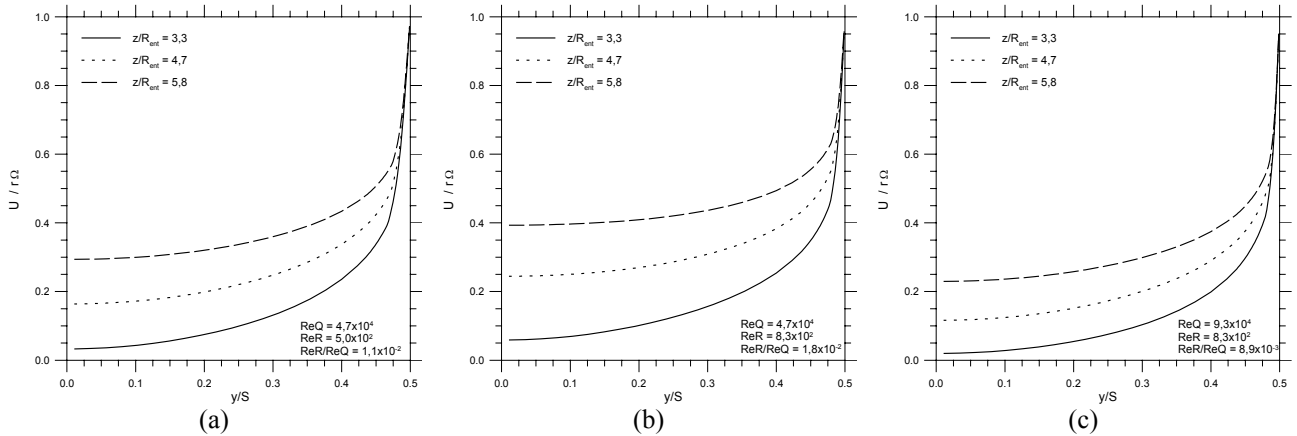 1.0
0.8
0.6
0.4
0.2
0.0
U / r Ω
z/R_ent = 3,3
z/R_ent = 4,7
z/R_ent = 5,8
ReQ = 4,7x10⁴
ReR = 5,0x10²
ReR/ReQ = 1,1x10⁻²
0.0 0.1 0.2 0.3 0.4 0.5
y/S
(a)
1.0
0.8
0.6
0.4
0.2
0.0
U / r Ω
z/R_ent = 3,3
z/R_ent = 4,7
z/R_ent = 5,8
ReQ = 4,7x10⁴
ReR = 8,3x10²
ReR/ReQ = 1,8x10⁻²
0.0 0.1 0.2 0.3 0.4 0.5
y/S
(b)
1.0
0.8
0.6
0.4
0.2
0.0
U / r Ω
z/R_ent = 3,3
z/R_ent = 4,7
z/R_ent = 5,8
ReQ = 9,3x10⁴
ReR = 8,3x10²
ReR/ReQ = 8,9x10⁻³
0.0 0.1 0.2 0.3 0.4 0.5
y/S
(c)